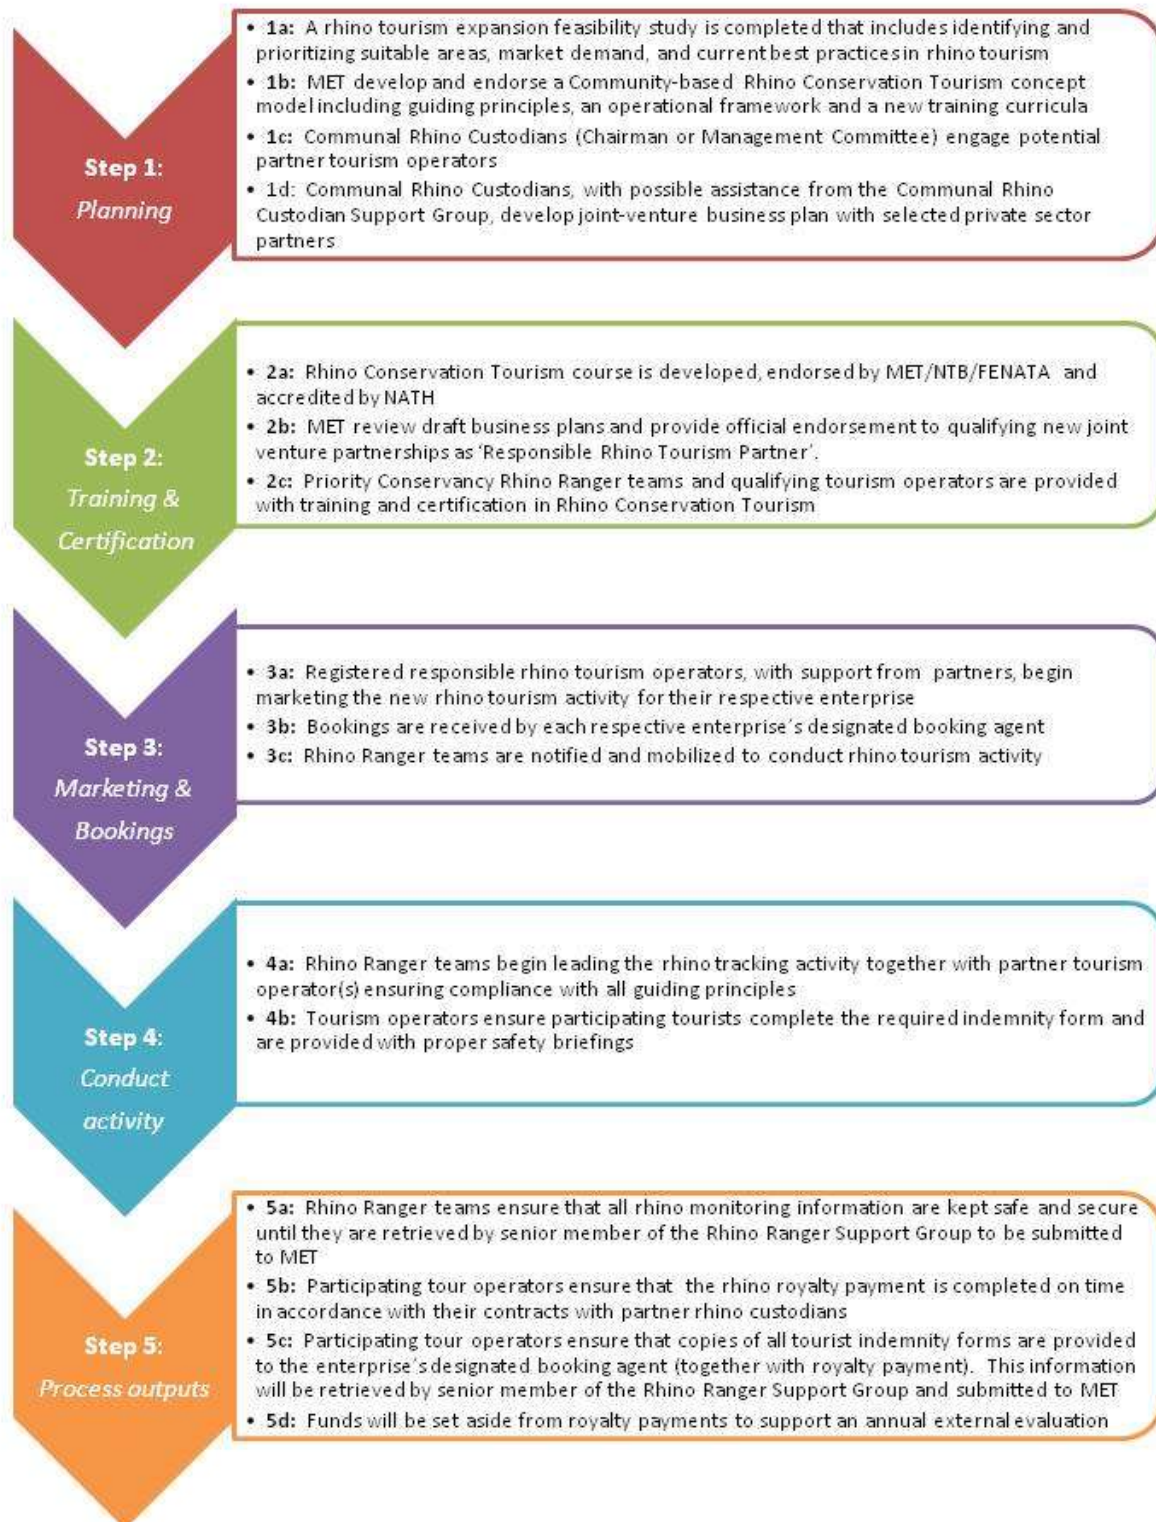 Step 1:
Planning
• 1a: A rhino tourism expansion feasibility study is completed that includes identifying and
prioritizing suitable areas, market demand, and current best practices in rhino tourism
• 1b: MET develop and endorse a Community-based Rhino Conservation Tourism concept
model including guiding principles, an operational framework and a new training curricula
• 1c: Communal Rhino Custodians (Chairman or Management Committee) engage potential
partner tourism operators
• 1d: Communal Rhino Custodians, with possible assistance from the Communal Rhino
Custodian Support Group, develop joint-venture business plan with selected private sector
partners
Step 2:
Training &
Certification
• 2a: Rhino Conservation Tourism course is developed, endorsed by MET/NTB/FENATA and
accredited by NATH
• 2b: MET review draft business plans and provide official endorsement to qualifying new joint
venture partnerships as ‘Responsible Rhino Tourism Partner’.
• 2c: Priority Conservancy Rhino Ranger teams and qualifying tourism operators are provided
with training and certification in Rhino Conservation Tourism
Step 3:
Marketing &
Bookings
• 3a: Registered responsible rhino tourism operators, with support from partners, begin
marketing the new rhino tourism activity for their respective enterprise
• 3b: Bookings are received by each respective enterprise's designated booking agent
• 3c: Rhino Ranger teams are notified and mobilized to conduct rhino tourism activity
Step 4:
Conduct
activity
• 4a: Rhino Ranger teams begin leading the rhino tracking activity together with partner tourism
operator(s) ensuring compliance with all guiding principles
• 4b: Tourism operators ensure participating tourists complete the required indemnity form and
are provided with proper safety briefings
Step 5:
Process outputs
• 5a: Rhino Ranger teams ensure that all rhino monitoring information are kept safe and secure
until they are retrieved by senior member of the Rhino Ranger Support Group to be submitted
to MET
• 5b: Participating tour operators ensure that the rhino royalty payment is completed on time
in accordance with their contracts with partner rhino custodians
• 5c: Participating tour operators ensure that copies of all tourist indemnity forms are provided
to the enterprise's designated booking agent (together with royalty payment). This information
will be retrieved by senior member of the Rhino Ranger Support Group and submitted to MET
• 5d: Funds will be set aside from royalty payments to support an annual external evaluation